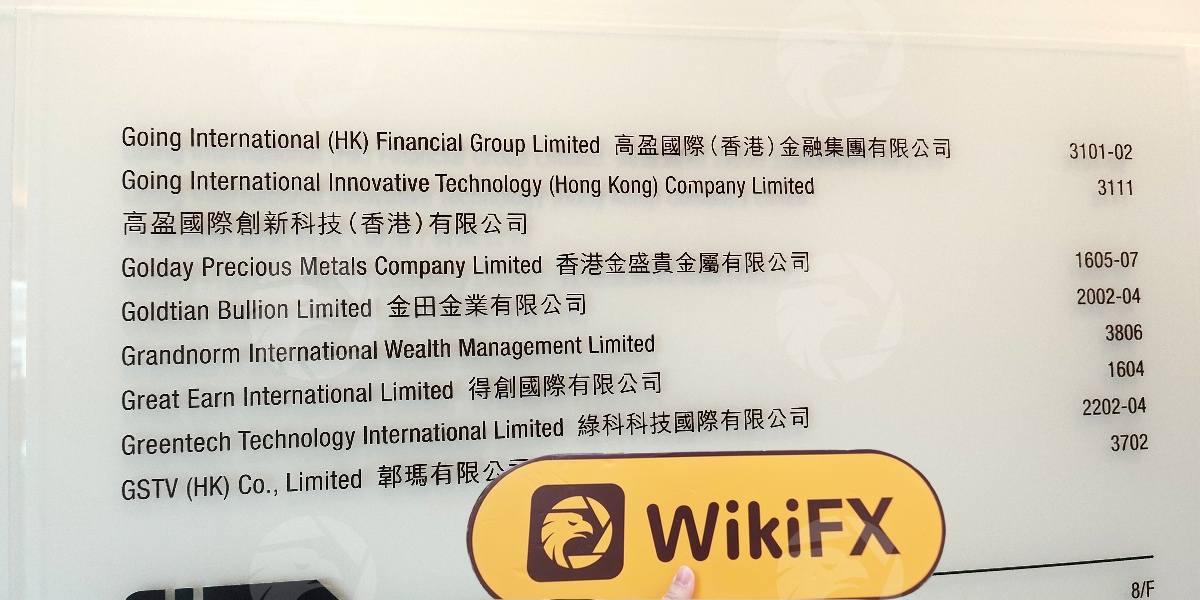 Going International (HK) Financial Group Limited 高盈國際(香港)金融集團有限公司 3101-02
Going International Innovative Technology (Hong Kong) Company Limited 3111
高盈國際創新科技(香港)有限公司
Golday Precious Metals Company Limited 香港金盛貴金屬有限公司 1605-07
Goldtian Bullion Limited 金田金業有限公司 2002-04
Grandnorm International Wealth Management Limited 3806
Great Earn International Limited 得創國際有限公司 1604
Greentech Technology International Limited 綠科科技國際有限公司 2202-04
GSTV (HK) Co., Limited 鄣瑪有限公 3702
WikiFX
8/F